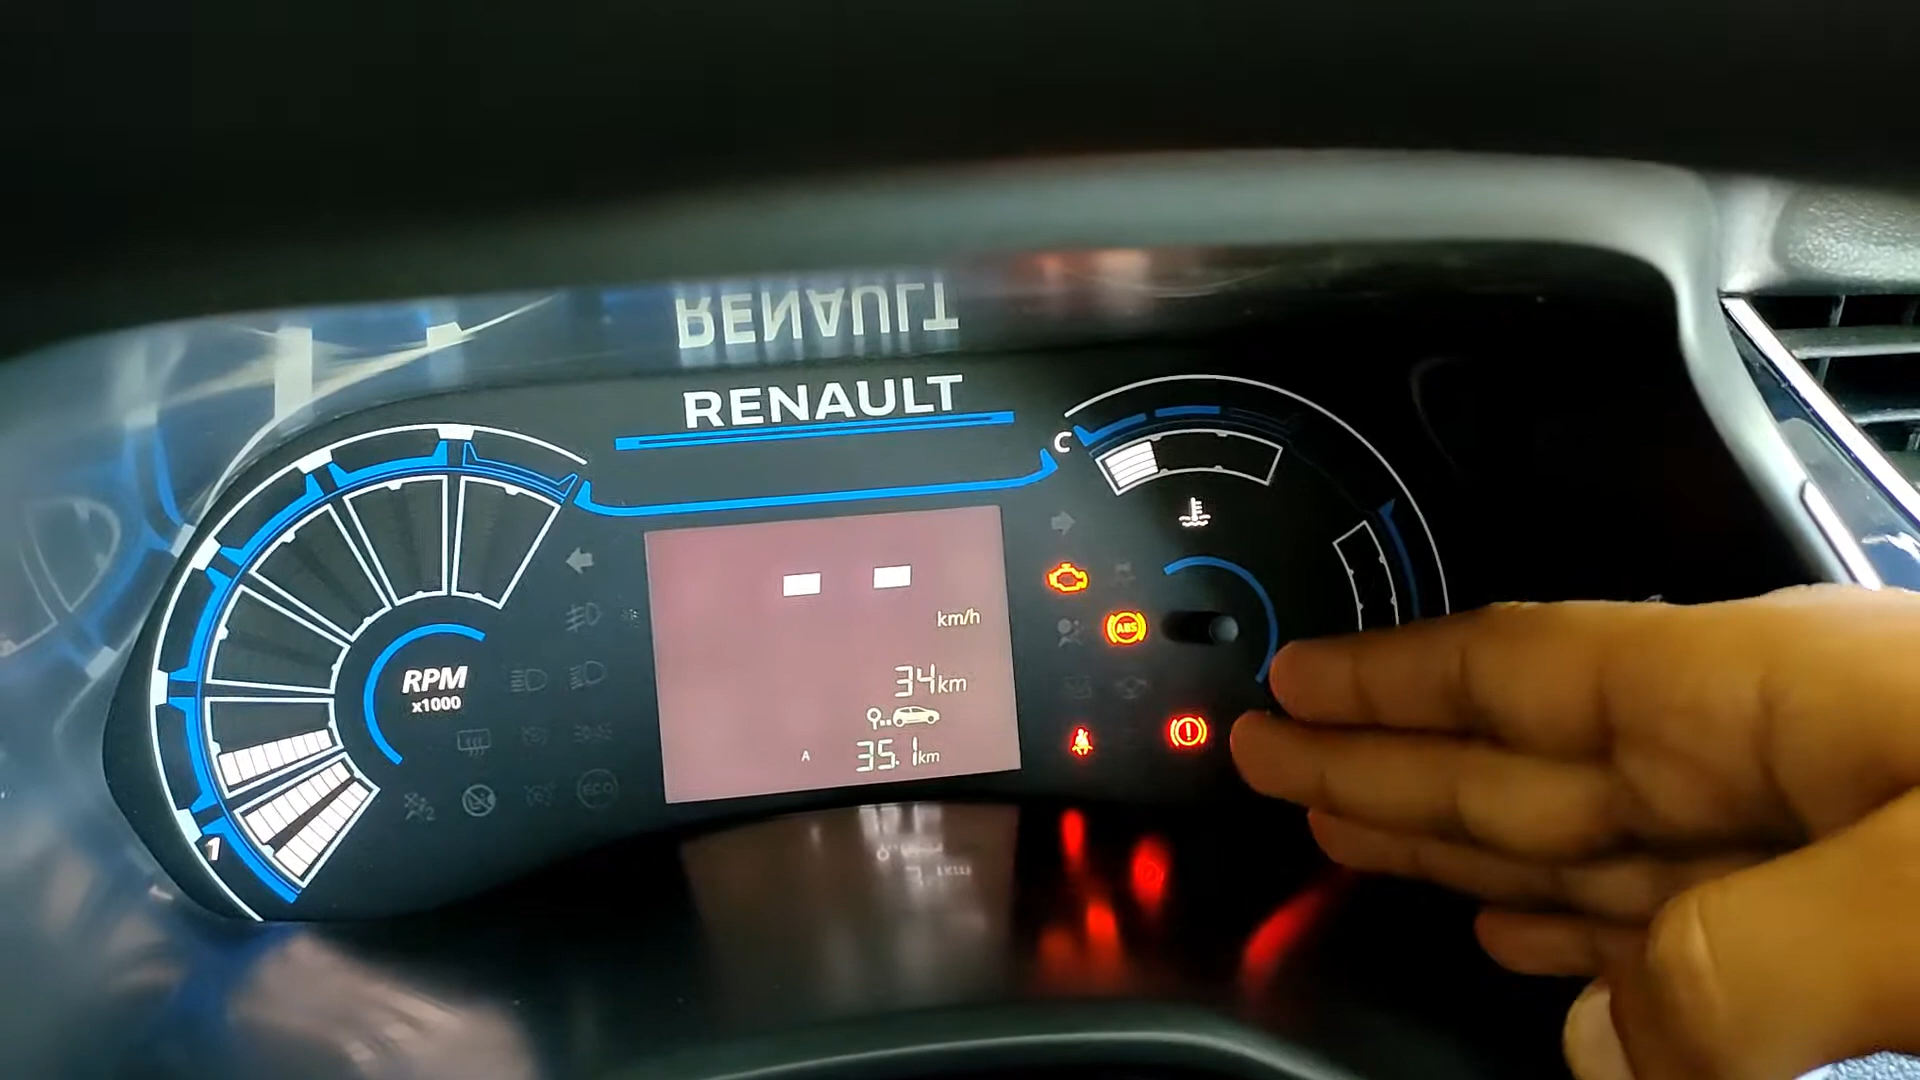 RENAULT
RENAULT
C
km/h
RPM
x1000
34km
A 35.1km
1
ABS
ECO